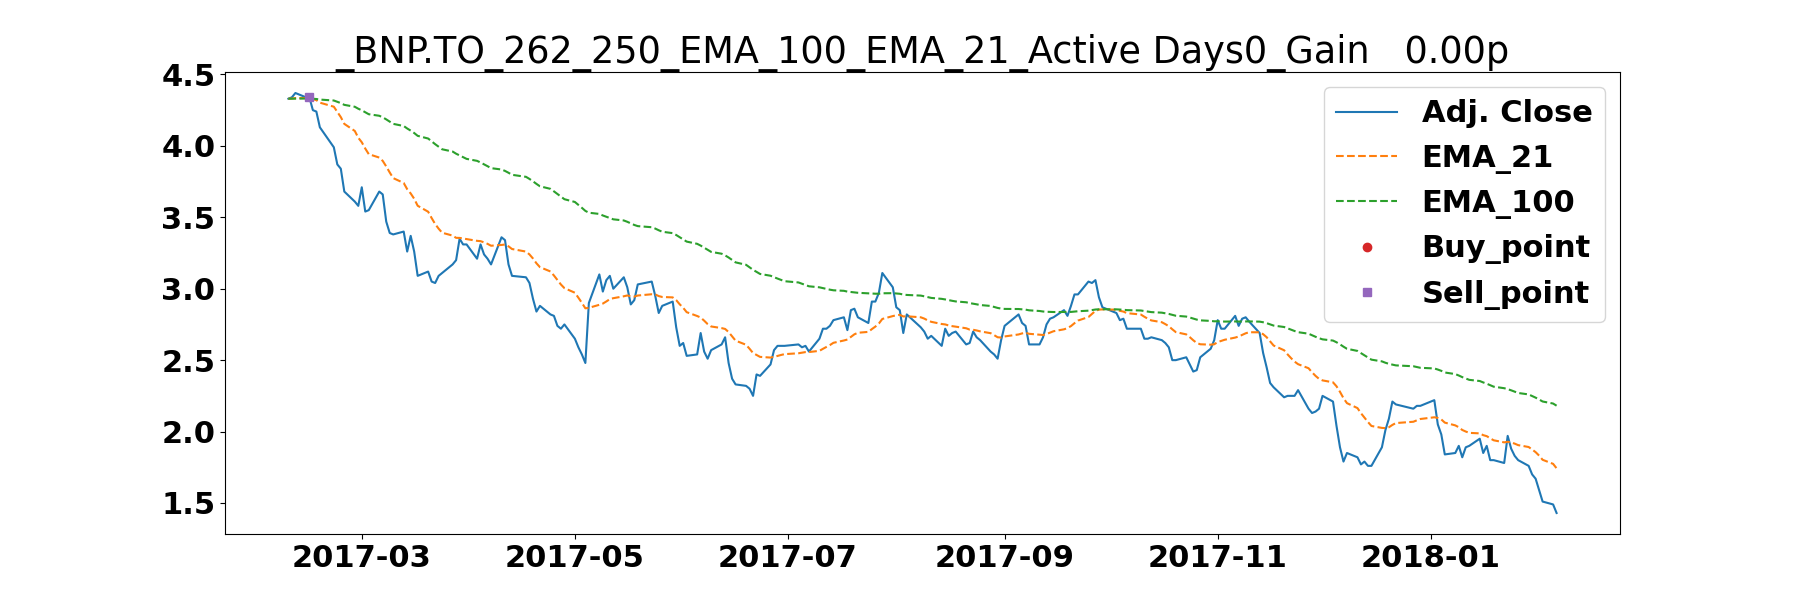 _BNP.TO_262_250_EMA_100_EMA_21_Active Days0_Gain   0.00p
4.5
4.0
3.5
3.0
2.5
2.0
1.5
Adj. Close
EMA_21
EMA_100
Buy_point
Sell_point
2017-03 2017-05 2017-07 2017-09 2017-11 2018-01